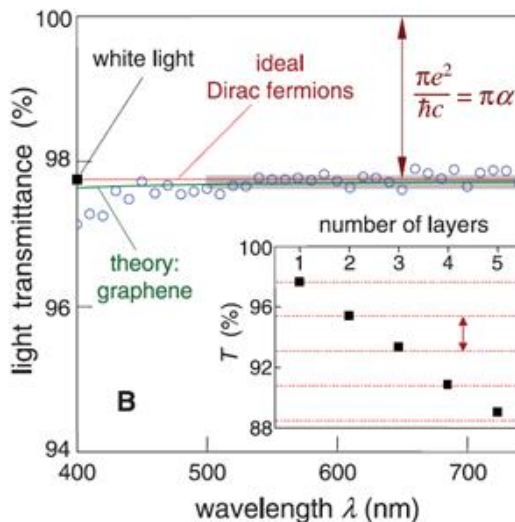 100
white light
ideal
Dirac fermions
πe²/ħc = πα
98
number of layers
1 2 3 4 5
100
theory:
graphene
96
96
T (%)
92
B
88
94
400 500 600 700
light transmittance (%)
wavelength λ (nm)